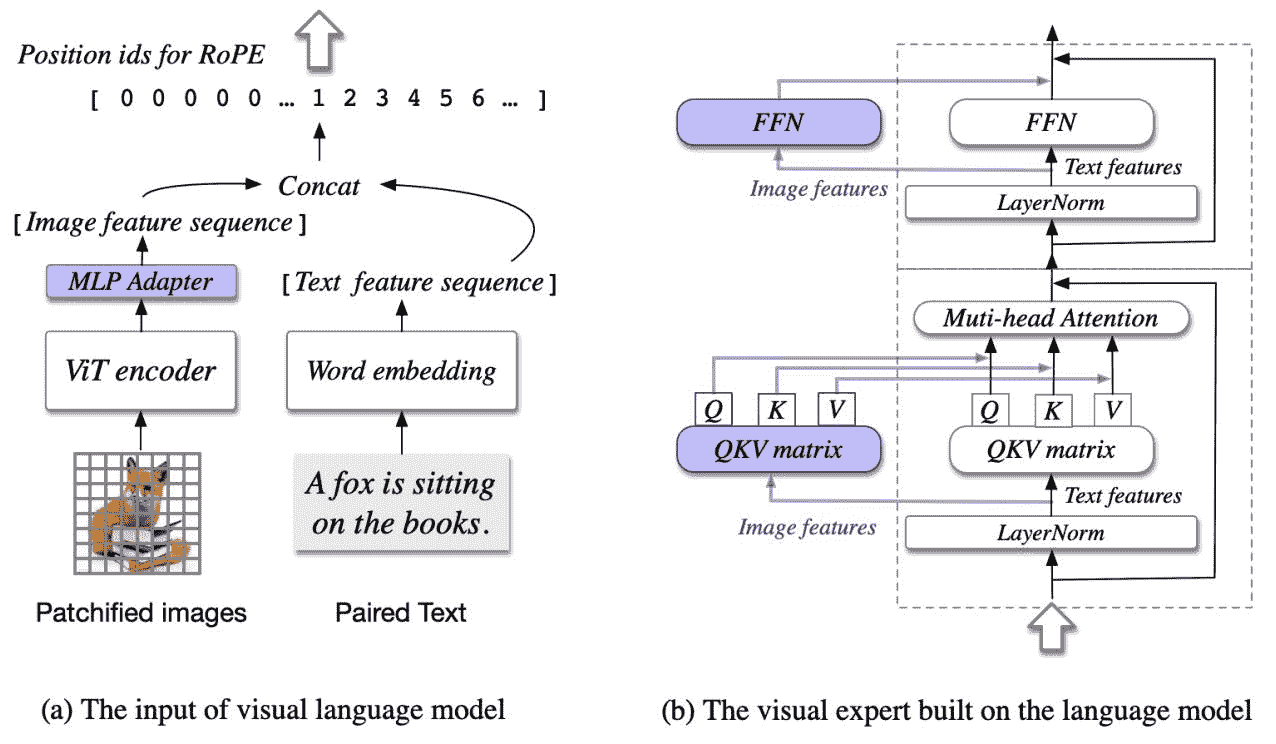 Position ids for RoPE
[ 0 0 0 0 0 … 1 2 3 4 5 6 … ]
Concat
[Image feature sequence]
MLP Adapter
[Text feature sequence]
ViT encoder
Word embedding
A fox is sitting
on the books.
Patchified images
Paired Text
(a) The input of visual language model
FFN
FFN
Image features
Text features
LayerNorm
Muti-head Attention
Q K V
Q K V
QKV matrix
QKV matrix
Image features
Text features
LayerNorm
(b) The visual expert built on the language model